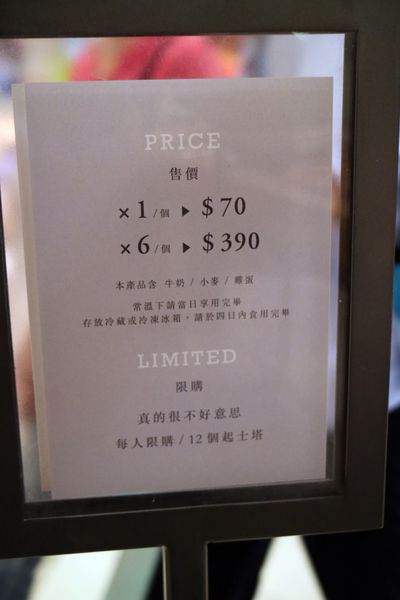 PRICE
售價
×1/個 ▶ $70
×6/個 ▶ $390
本產品含 牛奶 / 小麥 / 雞蛋
常溫下請當日享用完畢
存放冷藏或冷凍冰箱，請於四日內食用完畢
LIMITED
限購
真的很不好意思
每人限購 / 12個起士塔